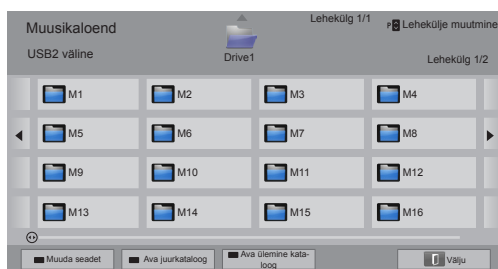 Muusikaloend
Lehekülg 1/1
P Lehekülje muutmine
USB2 väline
Drive1
Lehekülg 1/2
M1 M2 M3 M4
M5 M6 M7 M8
M9 M10 M11 M12
M13 M14 M15 M16
Muuda seadet
Ava juurkataloog
Ava ülemine kata-
loog
Välju